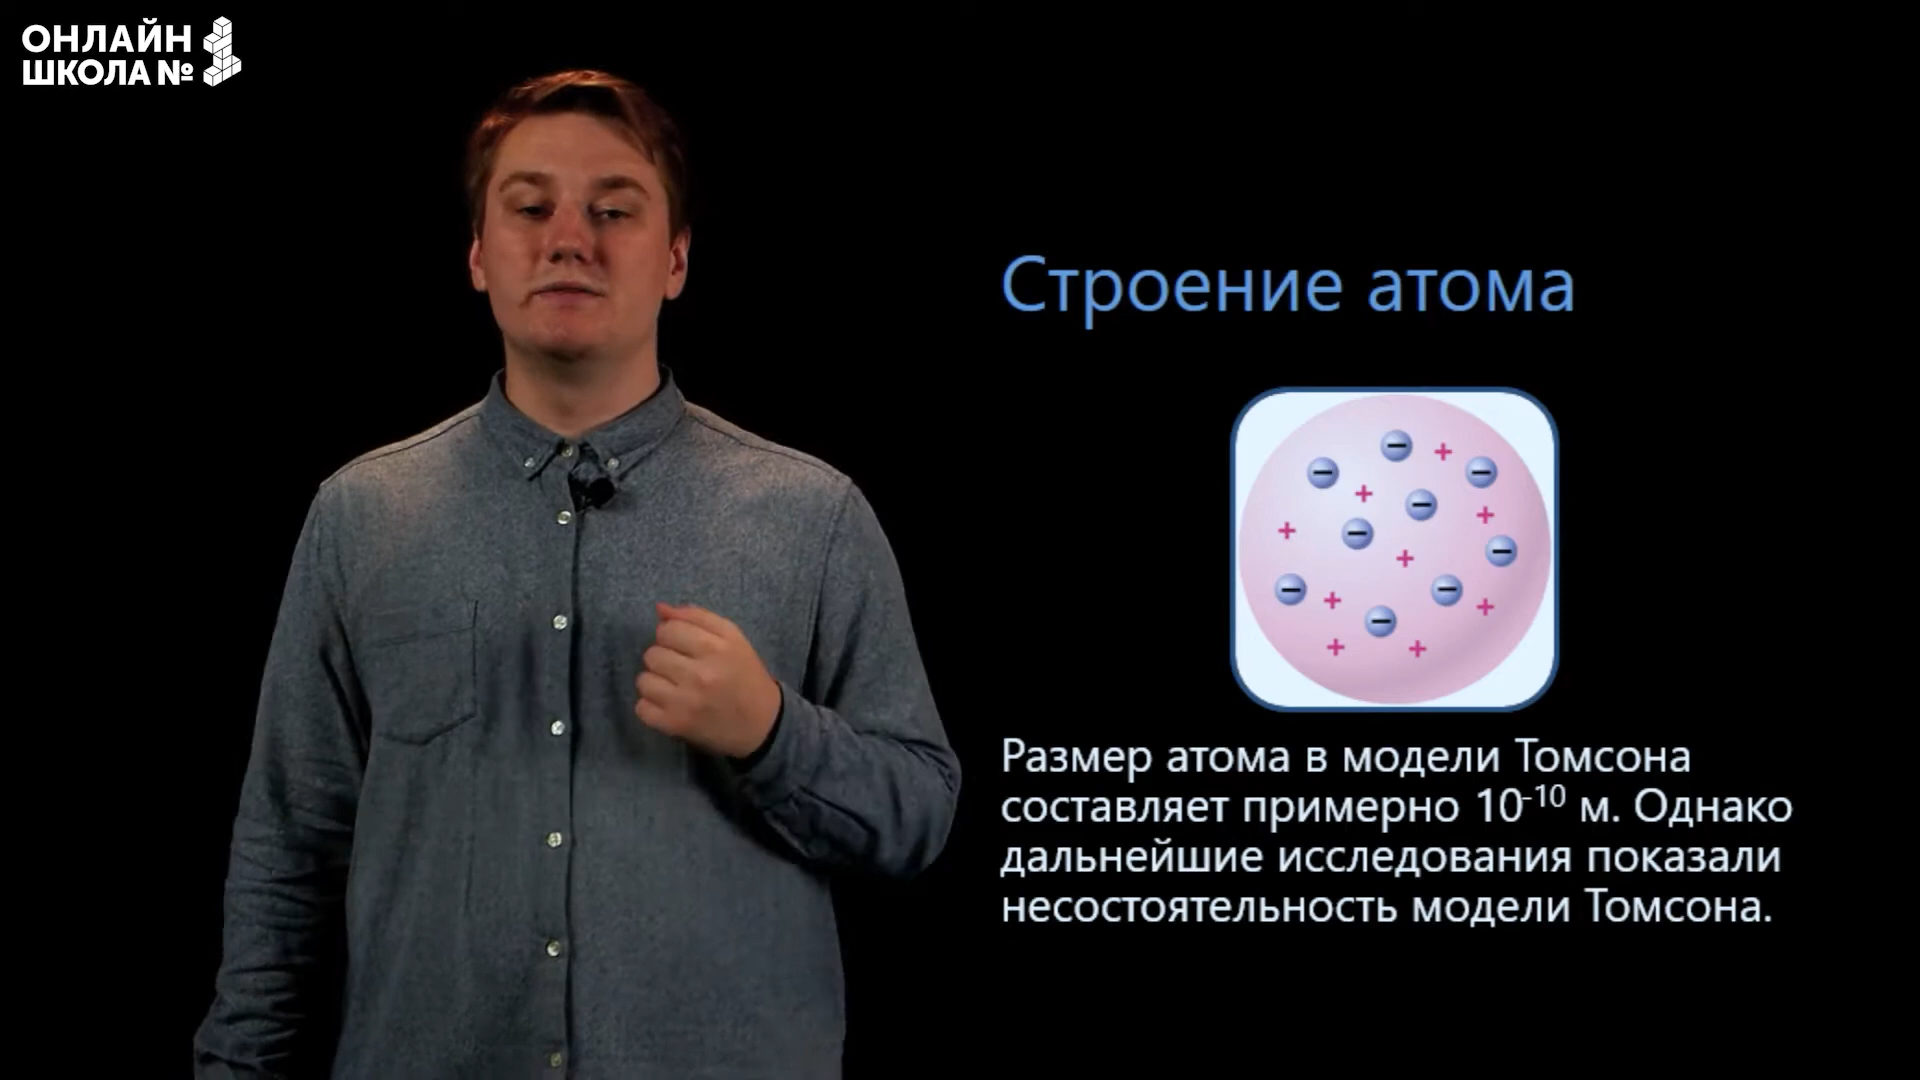 ОНЛАЙН
ШКОЛА №
Строение атома
Размер атома в модели Томсона
составляет примерно 10⁻¹⁰ м. Однако
дальнейшие исследования показали
несостоятельность модели Томсона.